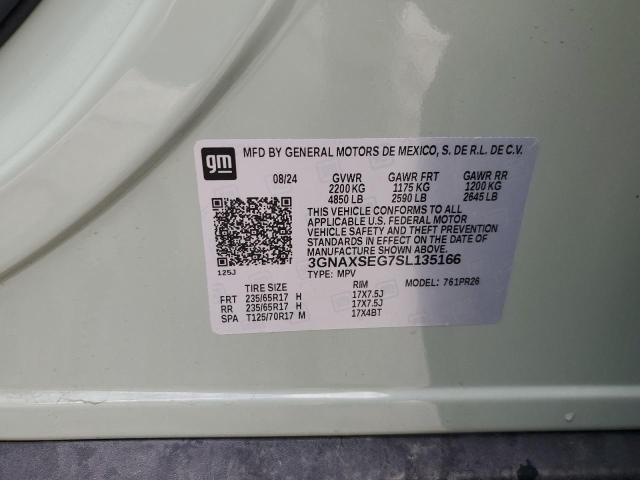 gm MFD BY GENERAL MOTORS DE MEXICO, S. DE R.L. DE C.V.
08/24 GVWR GAWR FRT GAWR RR
2200 KG 1175 KG 1200 KG
4850 LB 2590 LB 2645 LB
THIS VEHICLE CONFORMS TO ALL
APPLICABLE U.S. FEDERAL MOTOR
VEHICLE SAFETY AND THEFT PREVENTION
STANDARDS IN EFFECT ON THE DATE OF
MANUFACTURE SHOWN ABOVE.
3GNAXSEG7SL135166
125J TYPE: MPV MODEL: 761PR26
TIRE SIZE RIM
FRT 235/65R17 H 17X7.5J
RR 235/65R17 H 17X7.5J
SPA T125/70R17 M 17X4BT